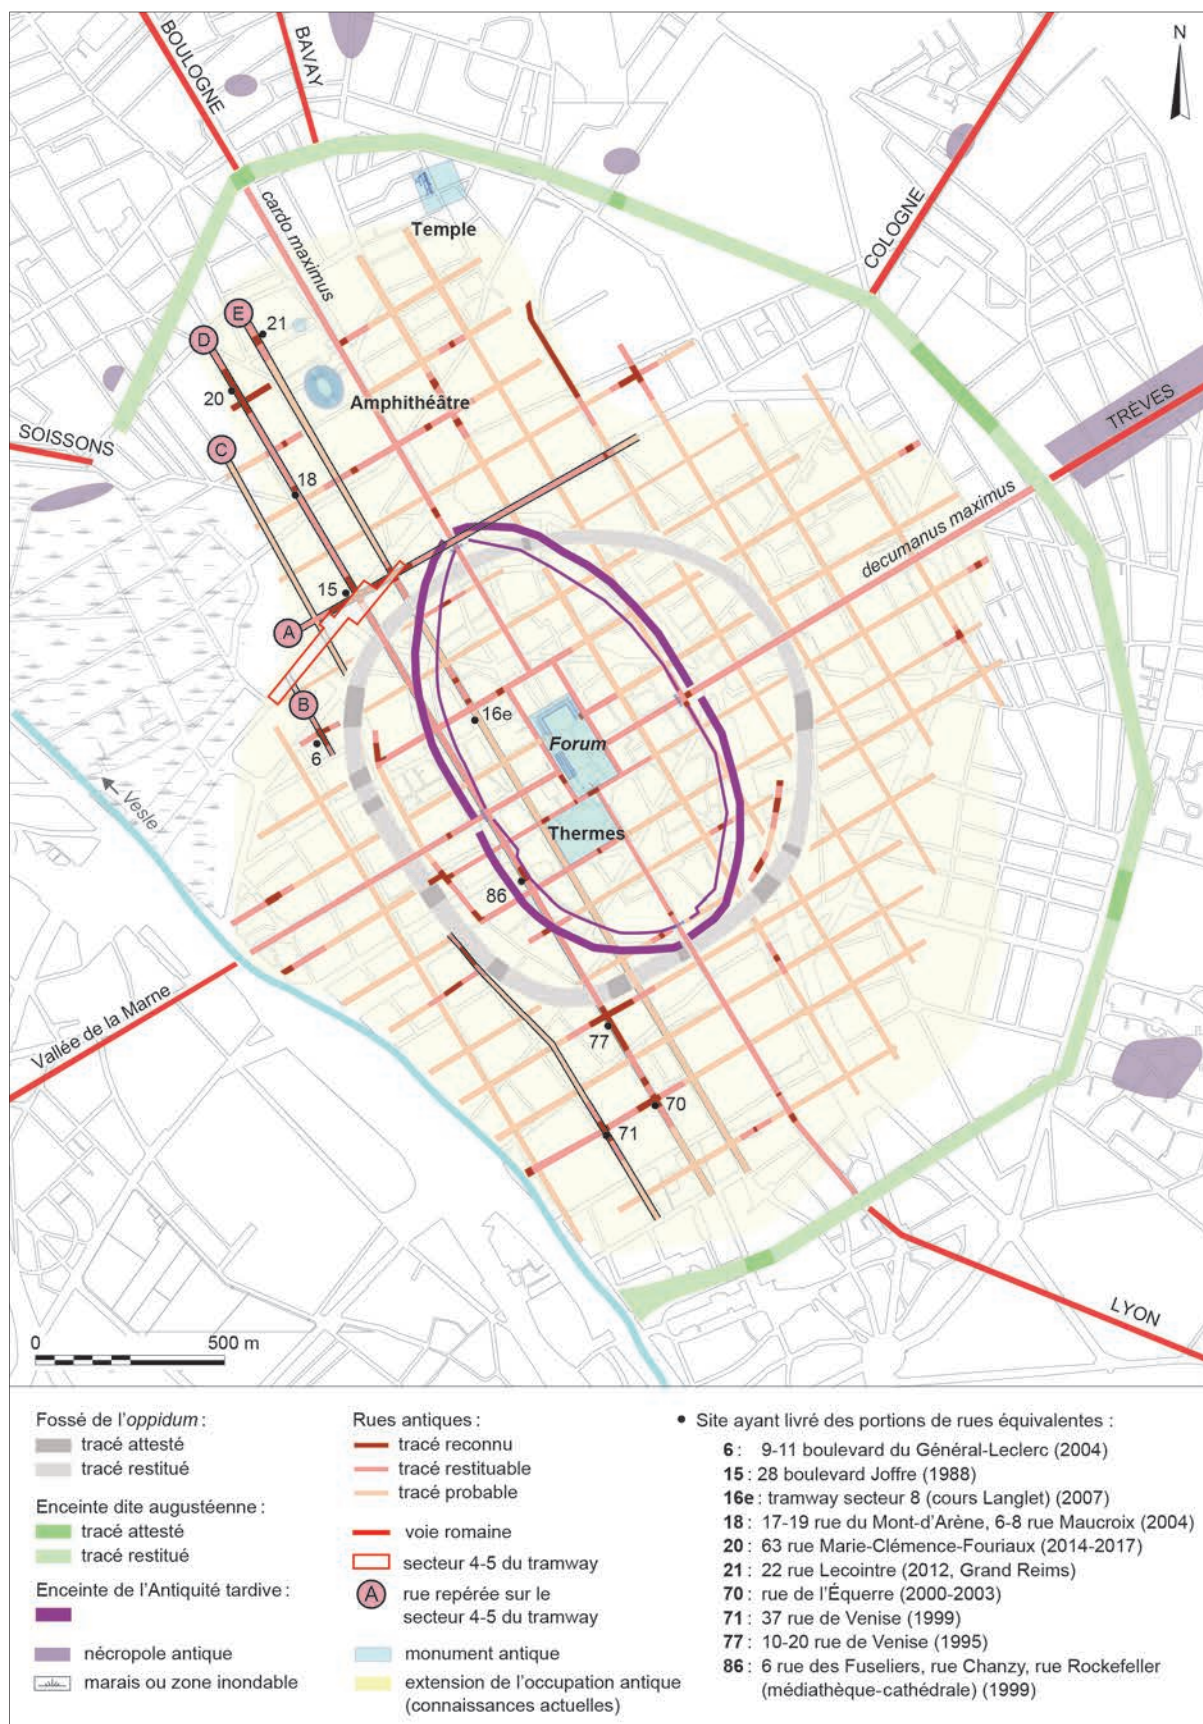 BOULOGNE
BAVAY
N
cardo maximus
Temple
COLOGNE
E
21
D
20
Amphithéâtre
TRÈVES
SOISSONS
C
18
decumanus maximus
15
A
B
16e
6
Forum
Vesle
Thermes
86
Vallée de la Marne
77
70
71
0 500 m
LYON
Fossé de l'oppidum :
tracé attesté
tracé restitué
Enceinte dite augustéenne :
tracé attesté
tracé restitué
Enceinte de l'Antiquité tardive :
nécropole antique
marais ou zone inondable
Rues antiques :
tracé reconnu
tracé restituable
tracé probable
voie romaine
secteur 4-5 du tramway
A rue repérée sur le
secteur 4-5 du tramway
monument antique
extension de l'occupation antique
(connaissances actuelles)
• Site ayant livré des portions de rues équivalentes :
6 : 9-11 boulevard du Général-Leclerc (2004)
15 : 28 boulevard Joffre (1988)
16e : tramway secteur 8 (cours Langlet) (2007)
18 : 17-19 rue du Mont-d'Arène, 6-8 rue Maucroix (2004)
20 : 63 rue Marie-Clémence-Fouriaux (2014-2017)
21 : 22 rue Lecointre (2012, Grand Reims)
70 : rue de l'Équerre (2000-2003)
71 : 37 rue de Venise (1999)
77 : 10-20 rue de Venise (1995)
86 : 6 rue des Fuseliers, rue Chanzy, rue Rockefeller
(médiathèque-cathédrale) (1999)